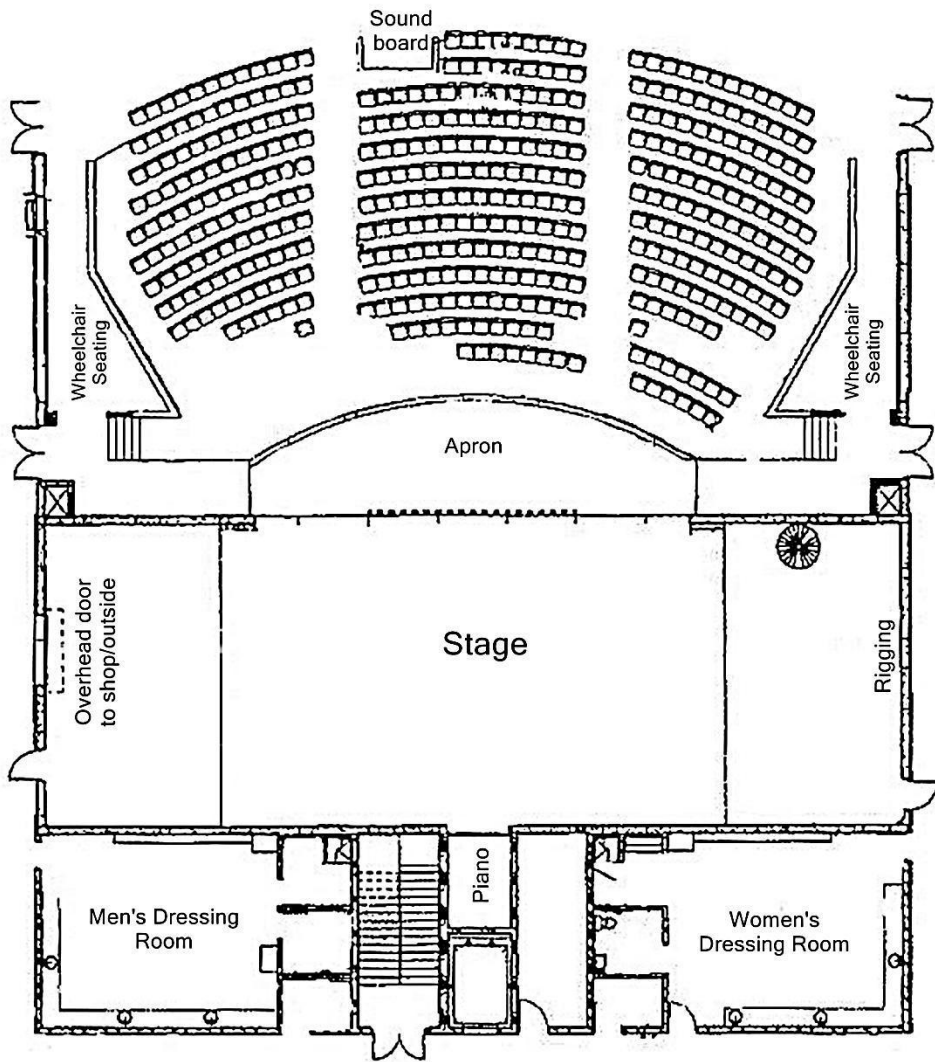 Sound
board
Wheelchair
Seating
Wheelchair
Seating
Apron
Overhead door
to shop/outside
Stage
Rigging
Men's Dressing
Room
Piano
Women's
Dressing Room